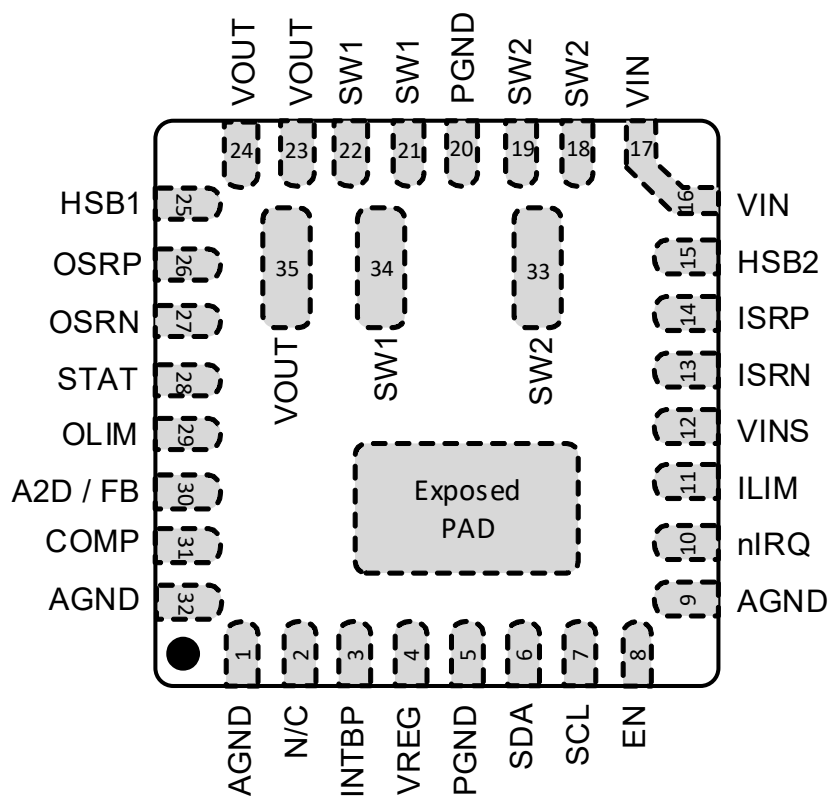 VOUT
VOUT
SW1
SW1
PGND
SW2
SW2
VIN
24
23
22
21
20
19
18
17
HSB1
25
16
VIN
OSRP
26
35
34
33
15
HSB2
OSRN
27
14
ISRP
STAT
28
VOUT
SW1
SW2
13
ISRN
OLIM
29
12
VINS
A2D / FB
30
Exposed
PAD
11
ILIM
COMP
31
10
nIRQ
AGND
32
9
AGND
1
2
3
4
5
6
7
8
AGND
N/C
INTBP
VREG
PGND
SDA
SCL
EN